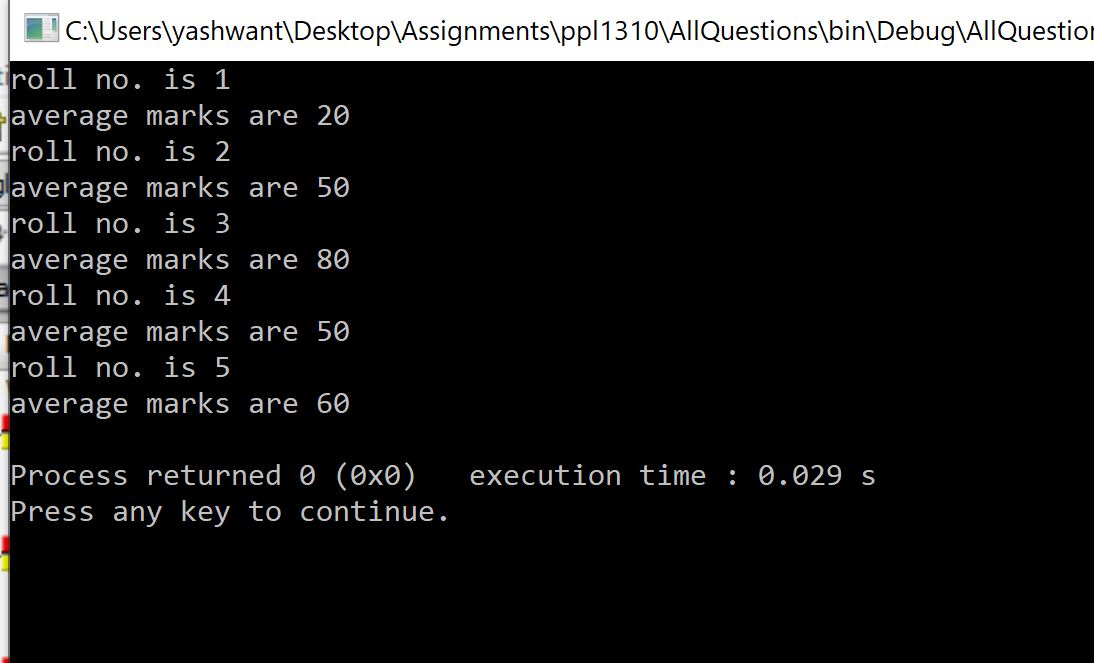 C:\Users\yashwant\Desktop\Assignments\ppl1310\AllQuestions\bin\Debug\AllQuestion
roll no. is 1
average marks are 20
roll no. is 2
average marks are 50
roll no. is 3
average marks are 80
roll no. is 4
average marks are 50
roll no. is 5
average marks are 60
Process returned 0 (0x0)   execution time : 0.029 s
Press any key to continue.